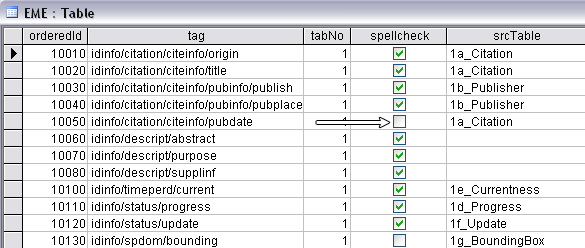 EME : Table
orderedId tag tabNo spellcheck srcTable
10010 idinfo/citation/citeinfo/origin 1 1a_Citation
10020 idinfo/citation/citeinfo/title 1 1a_Citation
10030 idinfo/citation/citeinfo/pubinfo/publish 1 1b_Publisher
10040 idinfo/citation/citeinfo/pubinfo/pubplace 1 1b_Publisher
10050 idinfo/citation/citeinfo/pubdate 1 1a_Citation
10060 idinfo/descript/abstract 1
10070 idinfo/descript/purpose 1
10080 idinfo/descript/supplinf 1
10100 idinfo/timeperd/current 1 1e_Currentness
10110 idinfo/status/progress 1 1d_Progress
10120 idinfo/status/update 1 1f_Update
10130 idinfo/spdom/bounding 1 1g_BoundingBox